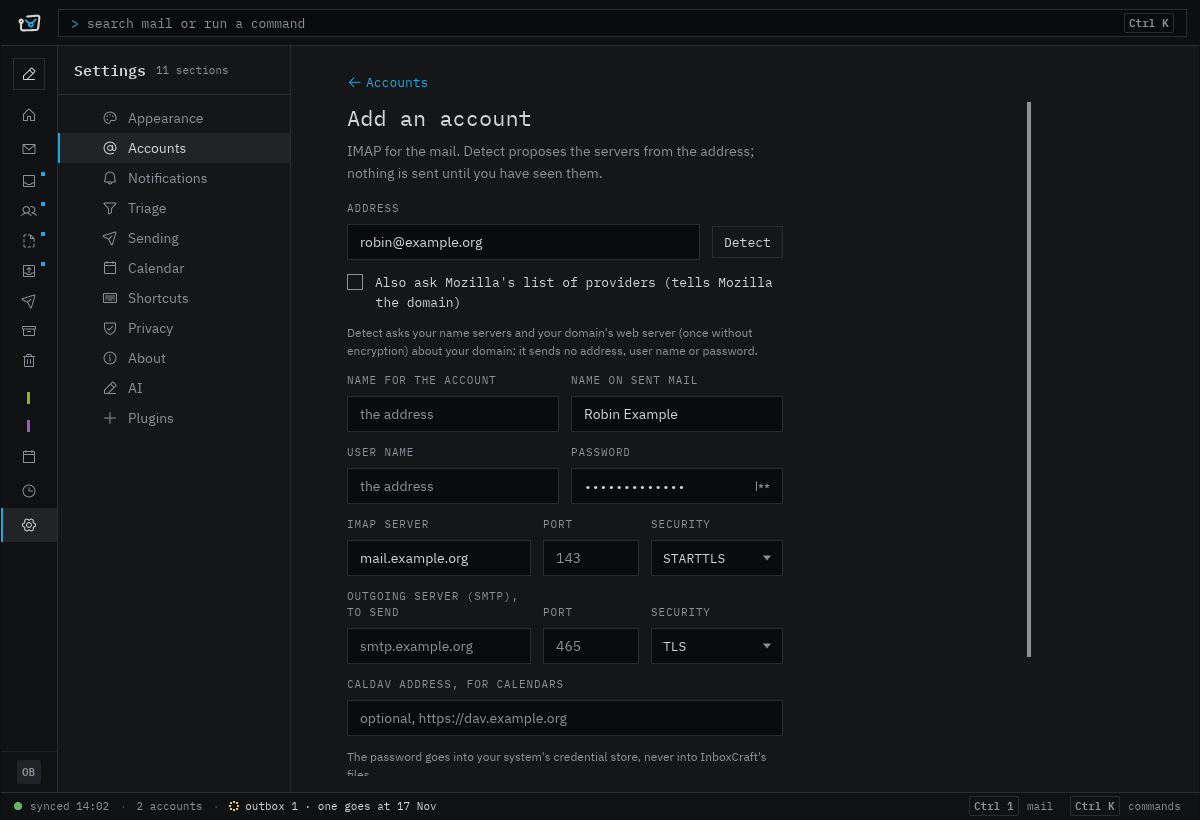 > search mail or run a command
Ctrl K
Settings 11 sections
Appearance
Accounts
Notifications
Triage
Sending
Calendar
Shortcuts
Privacy
About
AI
Plugins
← Accounts
Add an account
IMAP for the mail. Detect proposes the servers from the address;
nothing is sent until you have seen them.
ADDRESS
robin@example.org
Detect
Also ask Mozilla's list of providers (tells Mozilla
the domain)
Detect asks your name servers and your domain's web server (once without
encryption) about your domain; it sends no address, user name or password.
NAME FOR THE ACCOUNT
NAME ON SENT MAIL
the address
Robin Example
USER NAME
PASSWORD
the address
•••••••••••••
|**
IMAP SERVER
PORT
SECURITY
mail.example.org
143
STARTTLS
OUTGOING SERVER (SMTP),
TO SEND
PORT
SECURITY
smtp.example.org
465
TLS
CALDAV ADDRESS, FOR CALENDARS
optional, https://dav.example.org
The password goes into your system's credential store, never into InboxCraft's
files.
OB
synced 14:02 · 2 accounts · outbox 1 · one goes at 17 Nov
Ctrl 1 mail
Ctrl K commands